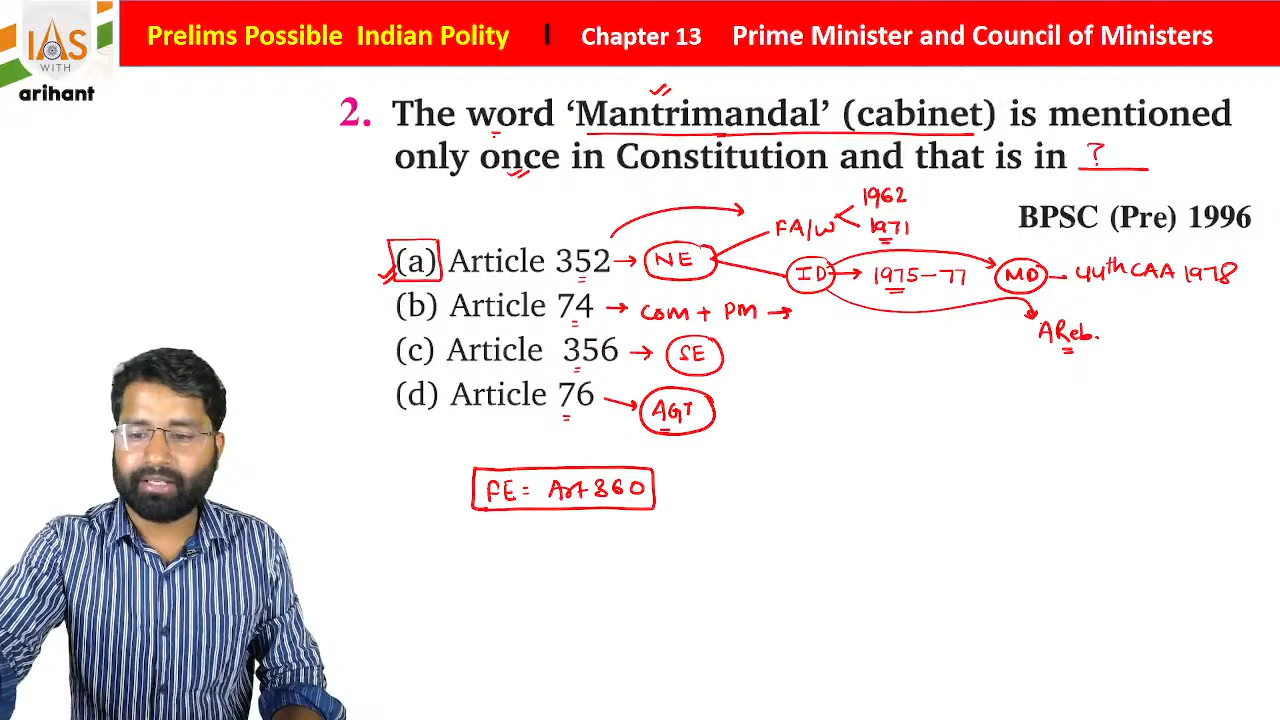 IAS
WITH
arihant
Prelims Possible Indian Polity | Chapter 13 Prime Minister and Council of Ministers
2. The word ‘Mantrimandal’ (cabinet) is mentioned
only once in Constitution and that is in ?
BPSC (Pre) 1996
(a) Article 352 → NE
FA/W
1962
1971
ID → 1975-77
MD - 44th CAA 1978
AReb.
(b) Article 74 → COM + PM →
(c) Article 356 → SE
(d) Article 76 → AGI
FE = Art 360